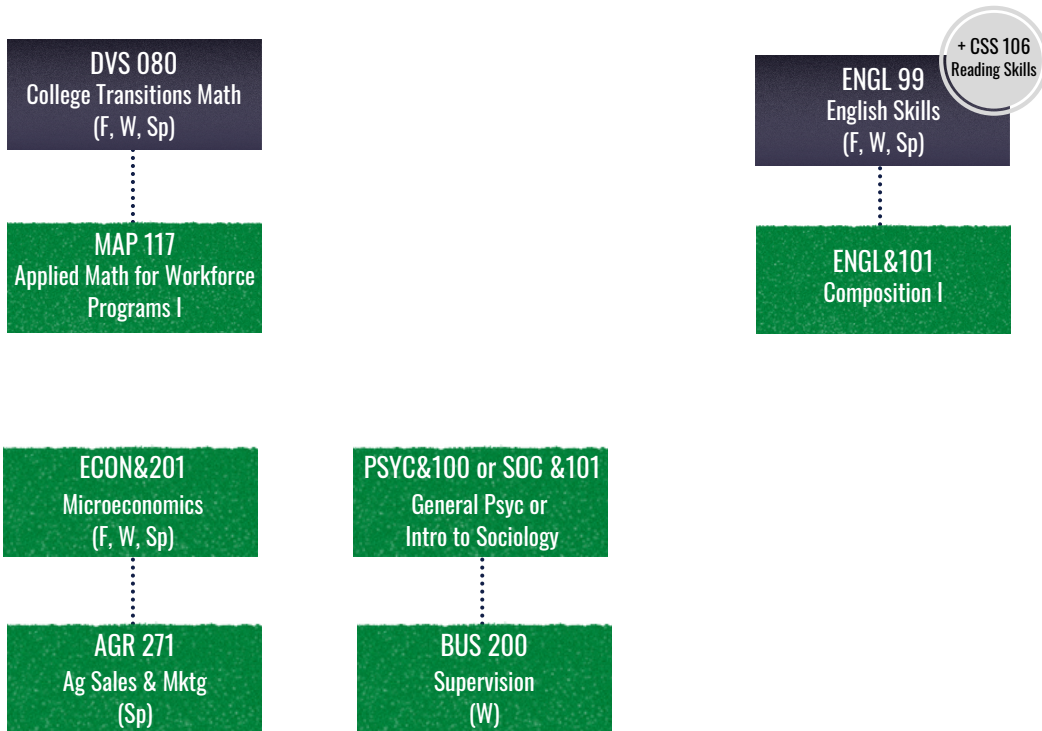 DVS 080
College Transitions Math
(F, W, Sp)
MAP 117
Applied Math for Workforce
Programs I
+ CSS 106
Reading Skills
ENGL 99
English Skills
(F, W, Sp)
ENGL&101
Composition I
ECON&201
Microeconomics
(F, W, Sp)
AGR 271
Ag Sales & Mktg
(Sp)
PSYC&100 or SOC &101
General Psyc or
Intro to Sociology
BUS 200
Supervision
(W)